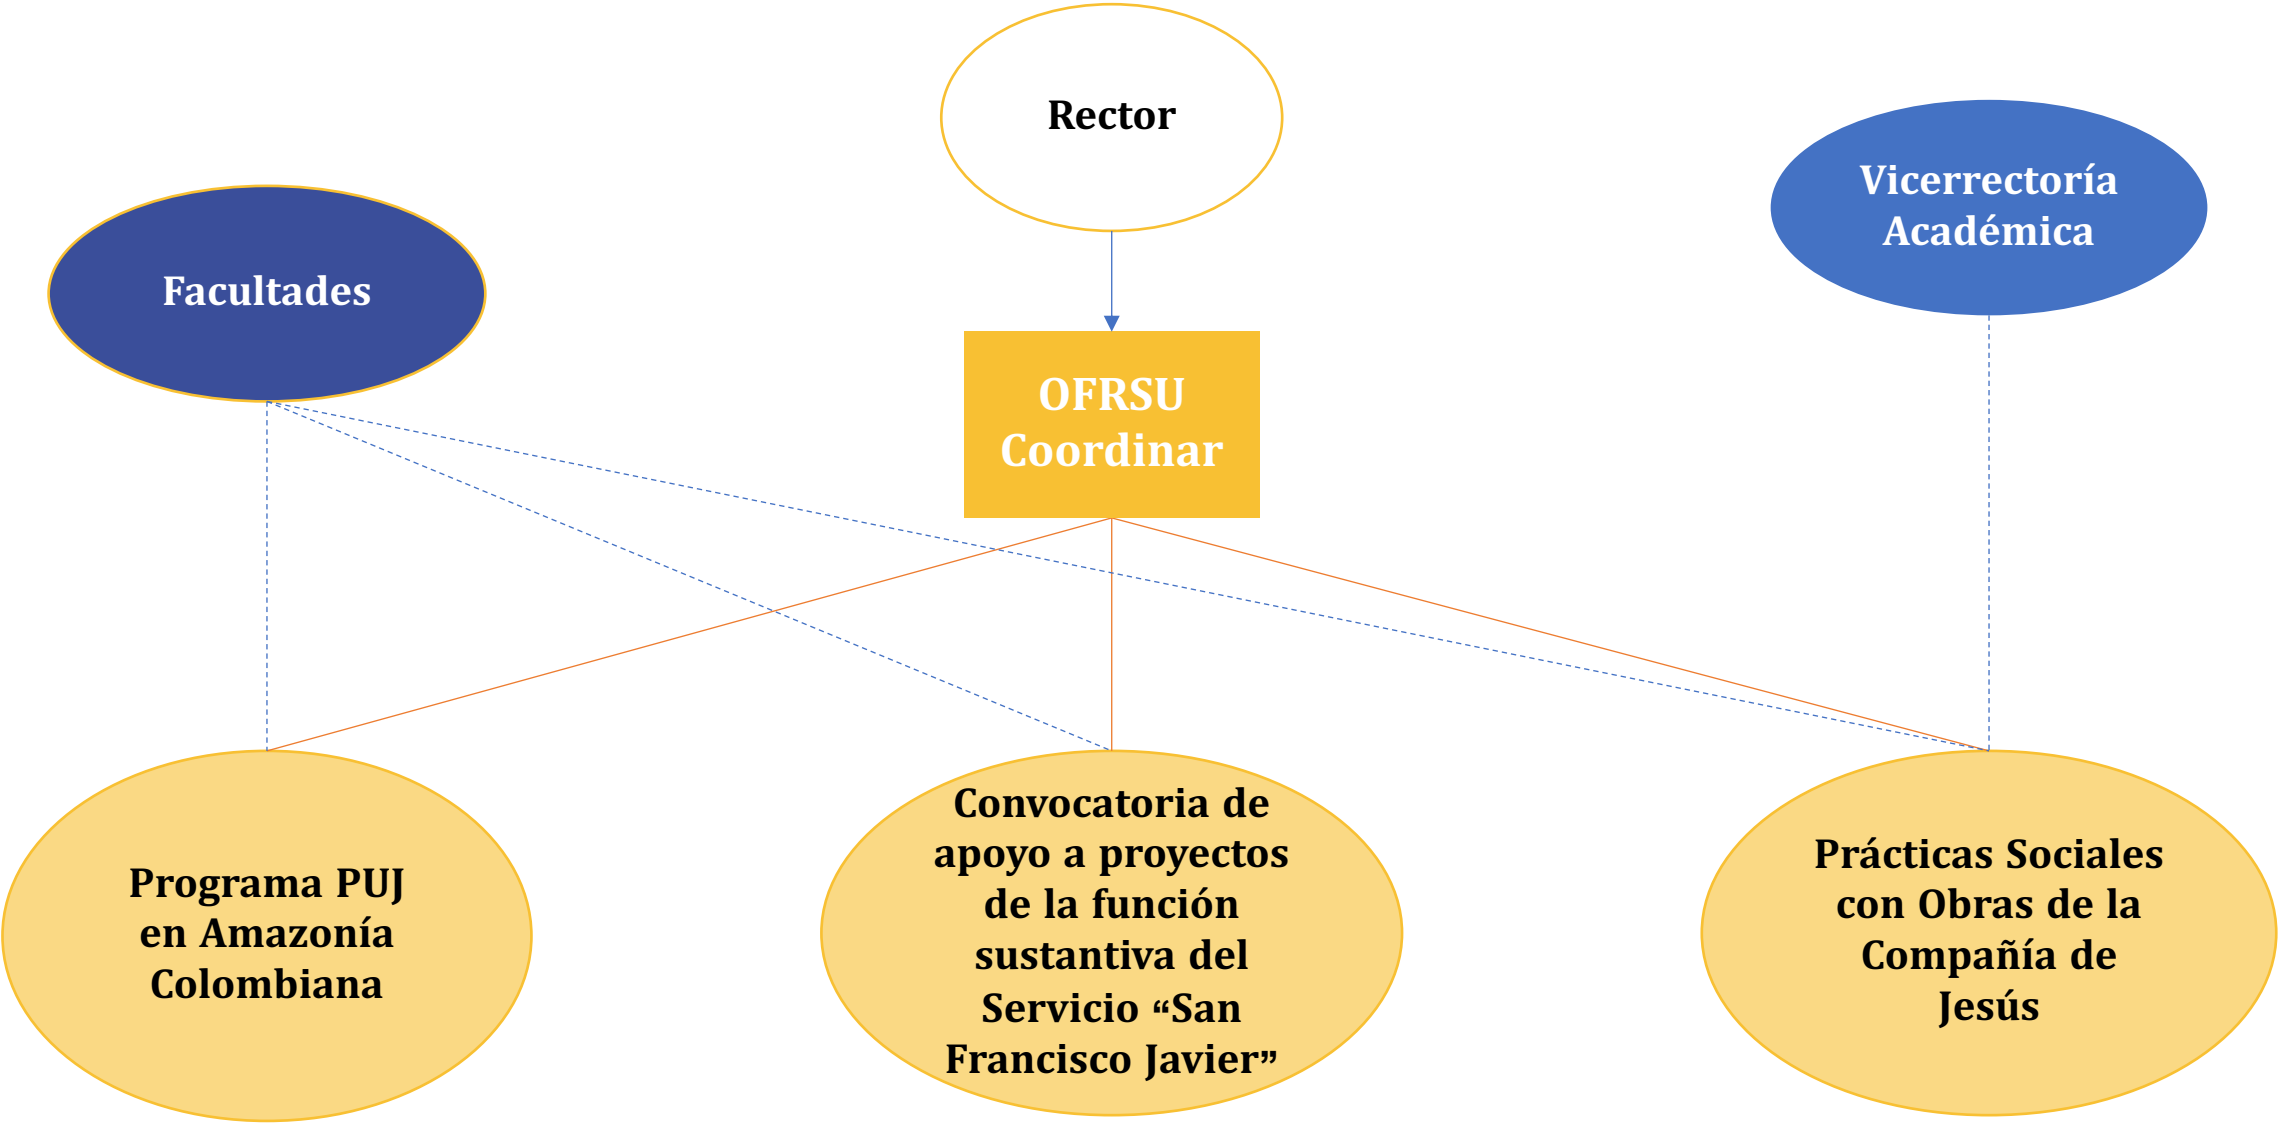 Rector
Vicerrectoría
Académica
Facultades
OFRSU
Coordinar
Programa PUJ
en Amazonía
Colombiana
Convocatoria de
apoyo a proyectos
de la función
sustantiva del
Servicio “San
Francisco Javier”
Prácticas Sociales
con Obras de la
Compañía de
Jesús